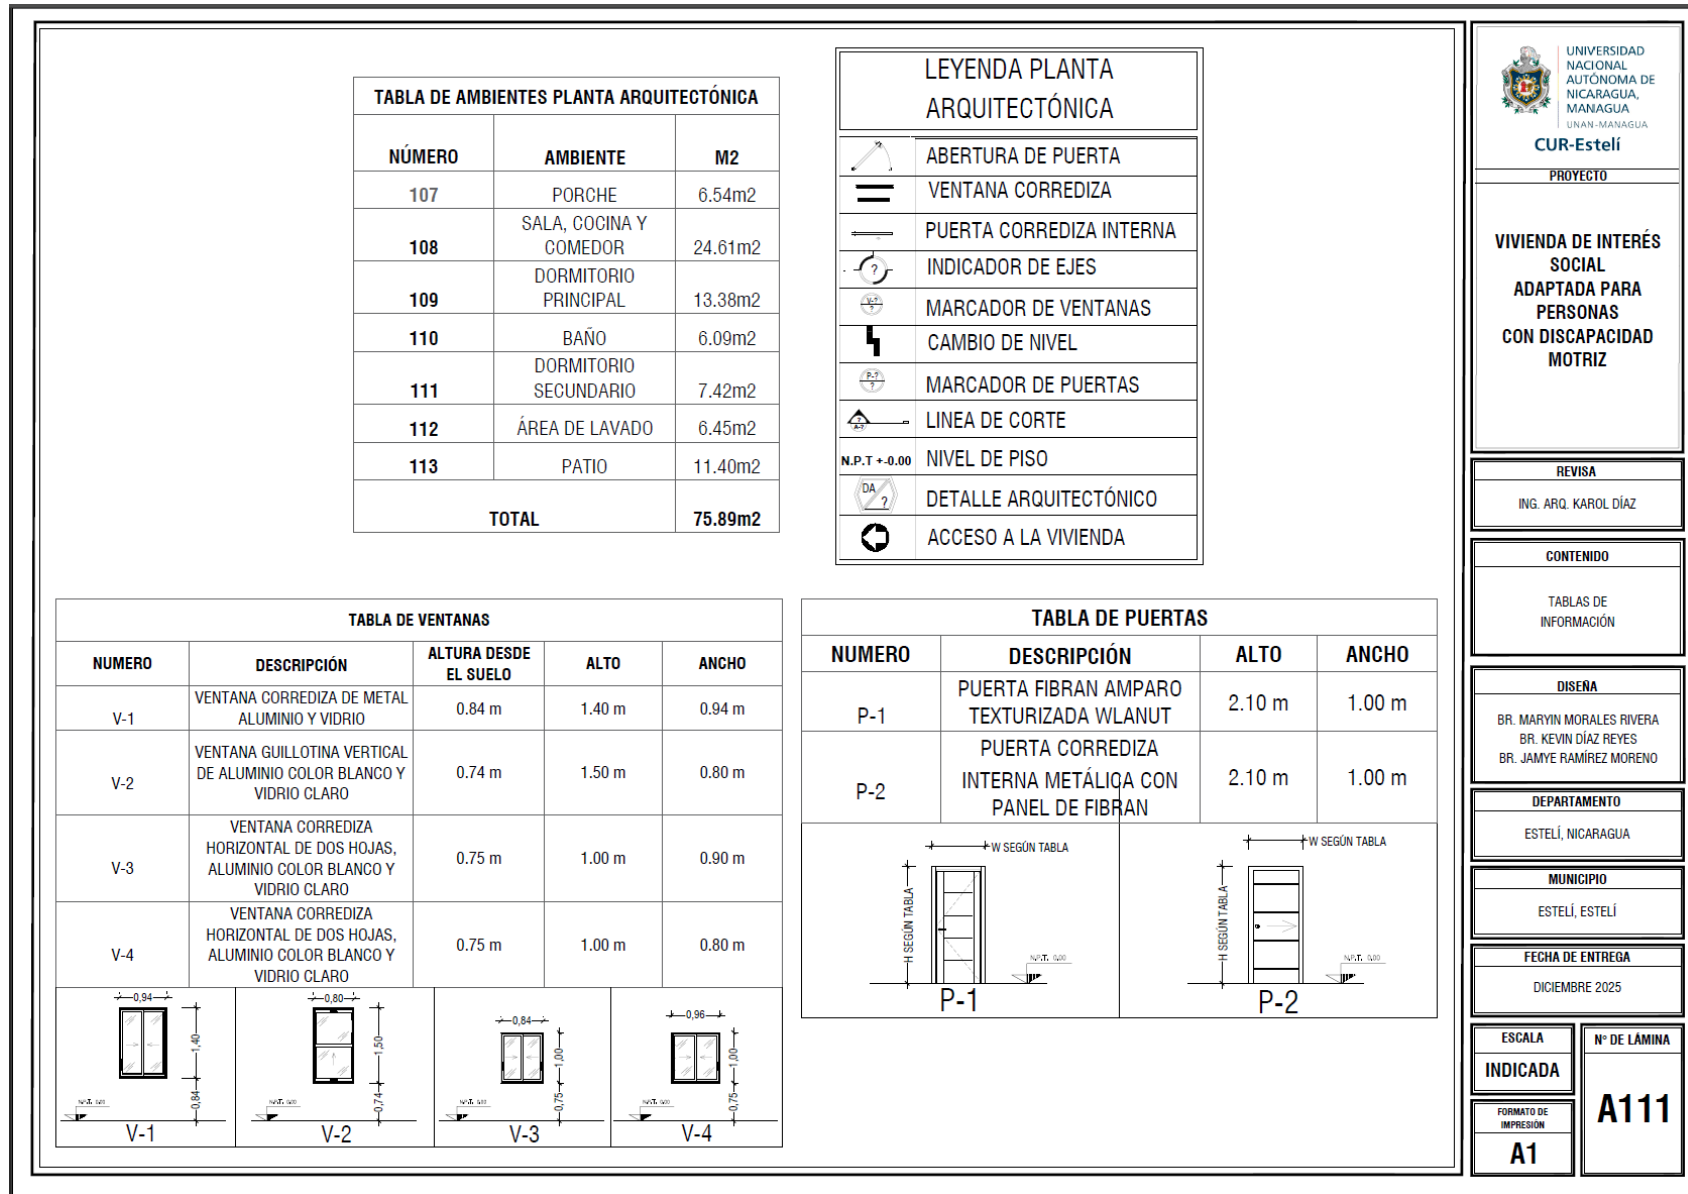 TABLA DE AMBIENTES PLANTA ARQUITECTÓNICA
NÚMERO AMBIENTE M2
107 PORCHE 6.54m2
SALA, COCINA Y
108 COMEDOR 24.61m2
DORMITORIO
109 PRINCIPAL 13.38m2
110 BAÑO 6.09m2
DORMITORIO
111 SECUNDARIO 7.42m2
112 ÁREA DE LAVADO 6.45m2
113 PATIO 11.40m2
TOTAL 75.89m2
LEYENDA PLANTA
ARQUITECTÓNICA
ABERTURA DE PUERTA
VENTANA CORREDIZA
PUERTA CORREDIZA INTERNA
? INDICADOR DE EJES
V-? ? MARCADOR DE VENTANAS
CAMBIO DE NIVEL
P-? ? MARCADOR DE PUERTAS
? A-? LINEA DE CORTE
N.P.T +-0.00 NIVEL DE PISO
DA ? DETALLE ARQUITECTÓNICO
ACCESO A LA VIVIENDA
TABLA DE VENTANAS
NUMERO DESCRIPCIÓN ALTURA DESDE ALTO ANCHO
EL SUELO
VENTANA CORREDIZA DE METAL
V-1 ALUMINIO Y VIDRIO 0.84 m 1.40 m 0.94 m
VENTANA GUILLOTINA VERTICAL
V-2 DE ALUMINIO COLOR BLANCO Y 0.74 m 1.50 m 0.80 m
VIDRIO CLARO
VENTANA CORREDIZA
HORIZONTAL DE DOS HOJAS,
V-3 ALUMINIO COLOR BLANCO Y 0.75 m 1.00 m 0.90 m
VIDRIO CLARO
VENTANA CORREDIZA
HORIZONTAL DE DOS HOJAS,
V-4 ALUMINIO COLOR BLANCO Y 0.75 m 1.00 m 0.80 m
VIDRIO CLARO
0,94 1,40 0,84 N.P.T. 0,00 V-1
0,80 1,50 0,74 N.P.T. 0,00 V-2
0,84 1,00 0,75 N.P.T. 0,00 V-3
0,96 1,00 0,75 N.P.T. 0,00 V-4
TABLA DE PUERTAS
NUMERO DESCRIPCIÓN ALTO ANCHO
PUERTA FIBRAN AMPARO
P-1 TEXTURIZADA WLANUT 2.10 m 1.00 m
PUERTA CORREDIZA
P-2 INTERNA METÁLICA CON 2.10 m 1.00 m
PANEL DE FIBRAN
W SEGÚN TABLA
H SEGÚN TABLA
N.P.T. 0,00
P-1
W SEGÚN TABLA
H SEGÚN TABLA
N.P.T. 0,00
P-2
UNIVERSIDAD
NACIONAL
AUTÓNOMA DE
NICARAGUA,
MANAGUA
UNAN-MANAGUA
CUR-Estelí
PROYECTO
VIVIENDA DE INTERÉS
SOCIAL
ADAPTADA PARA
PERSONAS
CON DISCAPACIDAD
MOTRIZ
REVISA
ING. ARQ. KAROL DÍAZ
CONTENIDO
TABLAS DE
INFORMACIÓN
DISEÑA
BR. MARYIN MORALES RIVERA
BR. KEVIN DÍAZ REYES
BR. JAMYE RAMÍREZ MORENO
DEPARTAMENTO
ESTELÍ, NICARAGUA
MUNICIPIO
ESTELÍ, ESTELÍ
FECHA DE ENTREGA
DICIEMBRE 2025
ESCALA
INDICADA
FORMATO DE
IMPRESIÓN
A1
Nº DE LÁMINA
A111